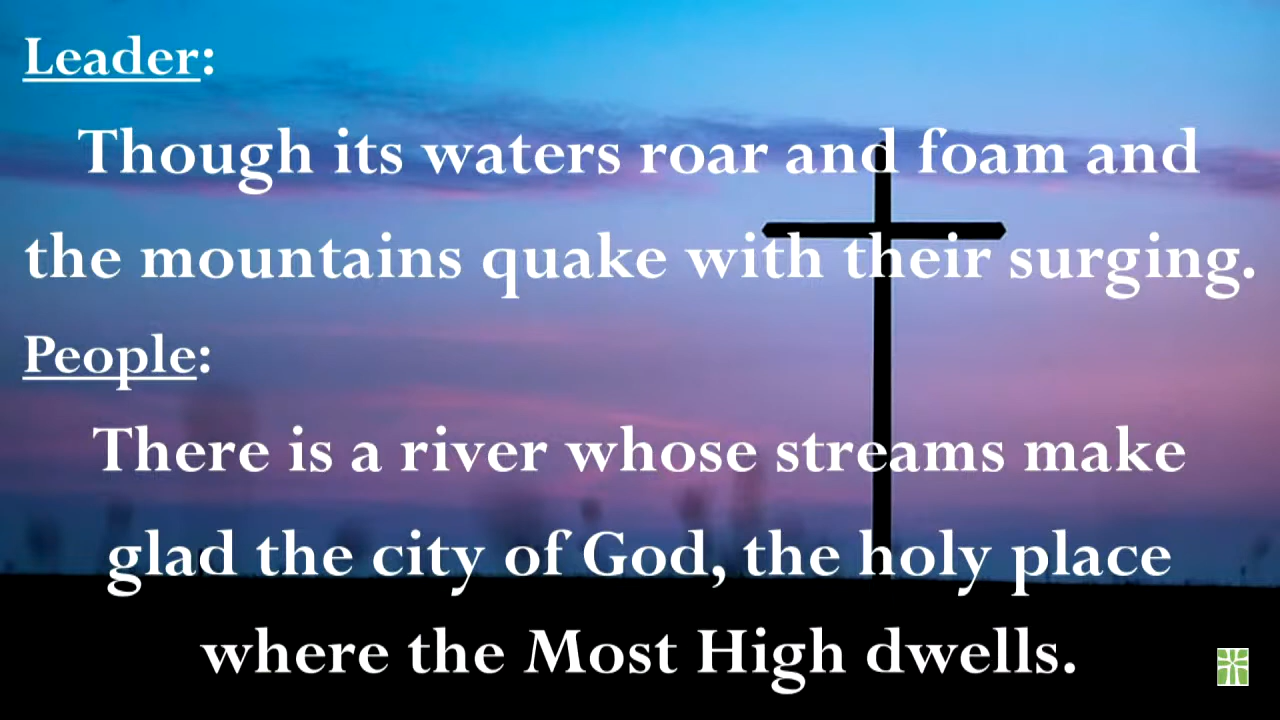 Leader:
Though its waters roar and foam and
the mountains quake with their surging.
People:
There is a river whose streams make
glad the city of God, the holy place
where the Most High dwells.